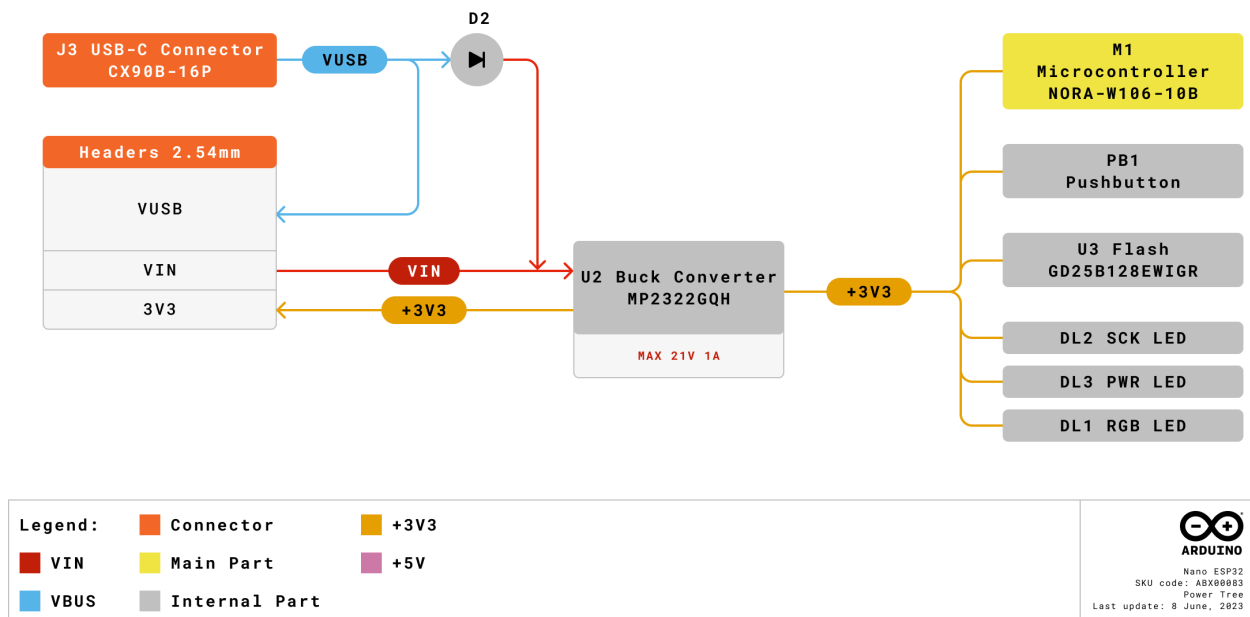 D2
J3 USB-C Connector
CX90B-16P
VUSB
M1
Microcontroller
NORA-W106-10B
Headers 2.54mm
VUSB
VIN
3V3
VIN
+3V3
U2 Buck Converter
MP2322GQH
MAX 21V 1A
+3V3
PB1
Pushbutton
U3 Flash
GD25B128EWIGR
DL2 SCK LED
DL3 PWR LED
DL1 RGB LED
Legend:
Connector
+3V3
VIN
Main Part
+5V
VBUS
Internal Part
ARDUINO
Nano ESP32
SKU code: ABX00083
Power Tree
Last update: 8 June, 2023